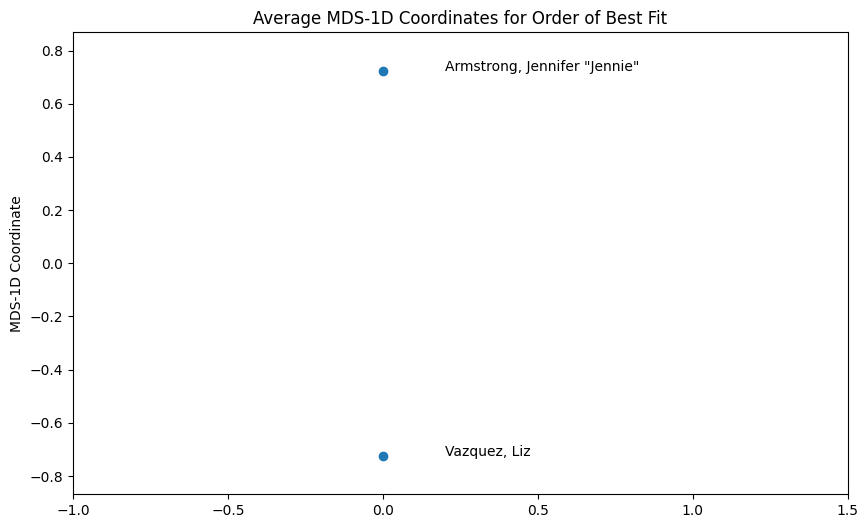 Average MDS-1D Coordinates for Order of Best Fit
MDS-1D Coordinate
0.8
0.6
0.4
0.2
0.0
−0.2
−0.4
−0.6
−0.8
Armstrong, Jennifer "Jennie"
Vazquez, Liz
−1.0 −0.5 0.0 0.5 1.0 1.5